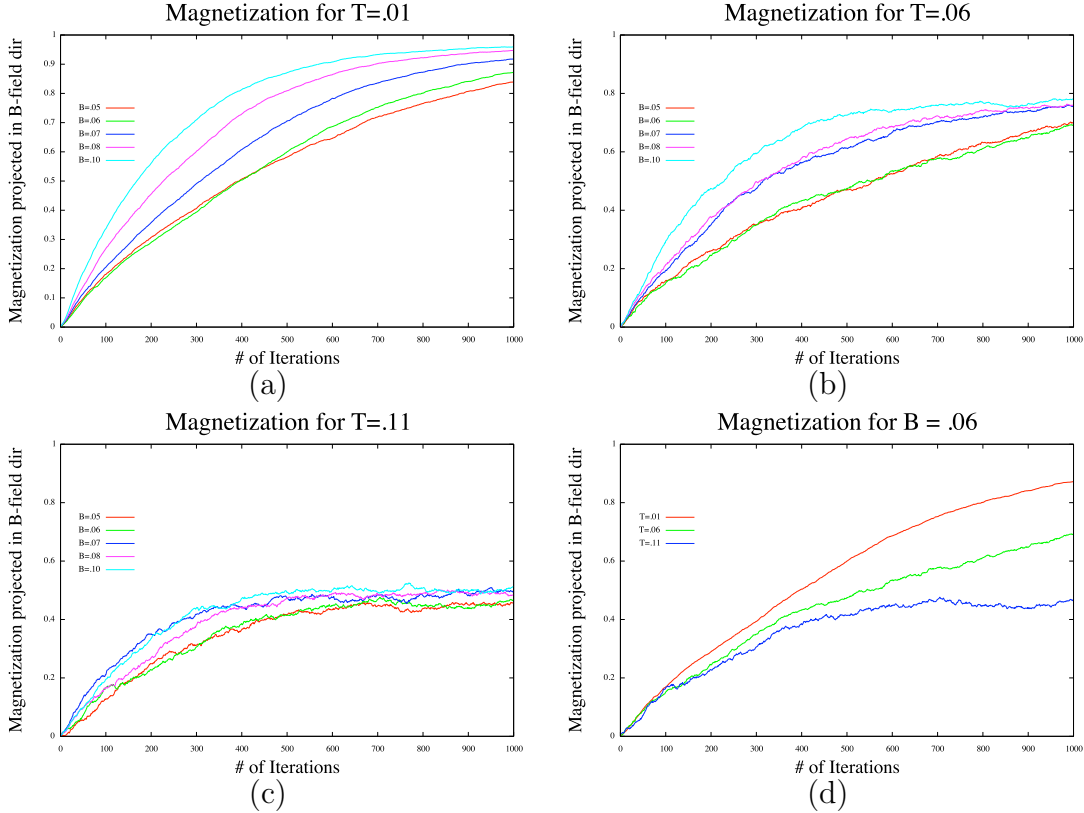 Magnetization for T=.01
Magnetization projected in B-field dir
1
0.9
0.8
0.7
0.6
0.5
0.4
0.3
0.2
0.1
0
B=.05
B=.06
B=.07
B=.08
B=.10
0 100 200 300 400 500 600 700 800 900 1000
# of Iterations
(a)
Magnetization for T=.06
Magnetization projected in B-field dir
1
0.8
0.6
0.4
0.2
0
B=.05
B=.06
B=.07
B=.08
B=.10
0 100 200 300 400 500 600 700 800 900 1000
# of Iterations
(b)
Magnetization for T=.11
Magnetization projected in B-field dir
1
0.8
0.6
0.4
0.2
0
B=.05
B=.06
B=.07
B=.08
B=.10
0 100 200 300 400 500 600 700 800 900 1000
# of Iterations
(c)
Magnetization for B = .06
Magnetization projected in B-field dir
1
0.8
0.6
0.4
0.2
0
T=.01
T=.06
T=.11
0 100 200 300 400 500 600 700 800 900 1000
# of Iterations
(d)